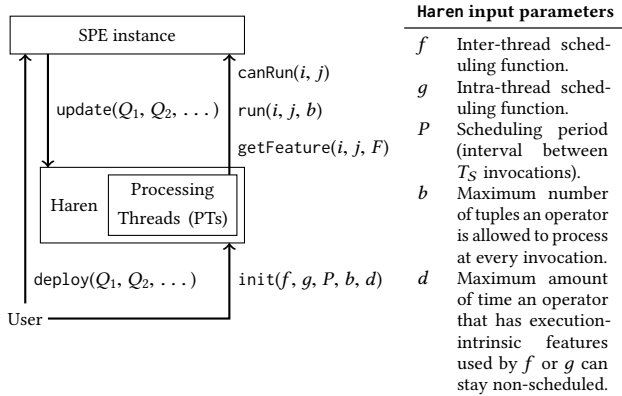 SPE instance
canRun(i, j)
update(Q1, Q2, . . . )
run(i, j, b)
getFeature(i, j, F)
Haren
Processing
Threads (PTs)
deploy(Q1, Q2, . . . )
init(f, g, P, b, d)
User
Haren input parameters
f Inter-thread sched-
uling function.
g Intra-thread sched-
uling function.
P Scheduling period
(interval between
TS invocations).
b Maximum number
of tuples an operator
is allowed to process
at every invocation.
d Maximum amount
of time an operator
that has execution-
intrinsic features
used by f or g can
stay non-scheduled.